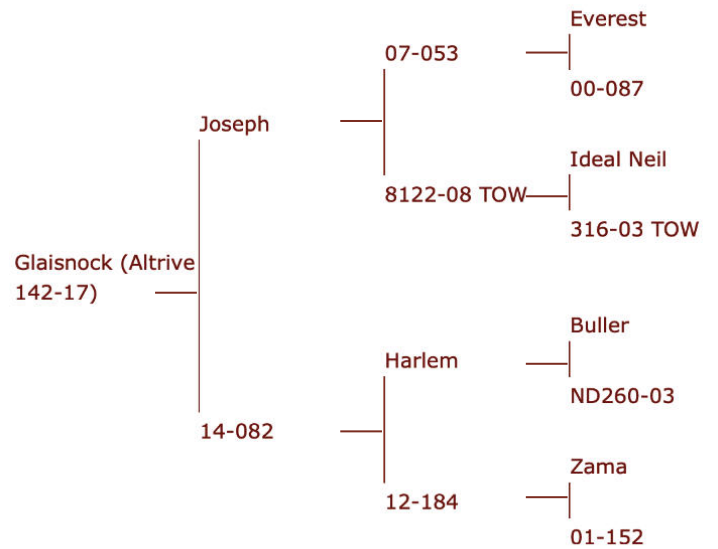 Everest
07-053
00-087
Joseph
Ideal Neil
8122-08 TOW
316-03 TOW
Glaisnock (Altrive
142-17)
Buller
Harlem
ND260-03
14-082
Zama
12-184
01-152